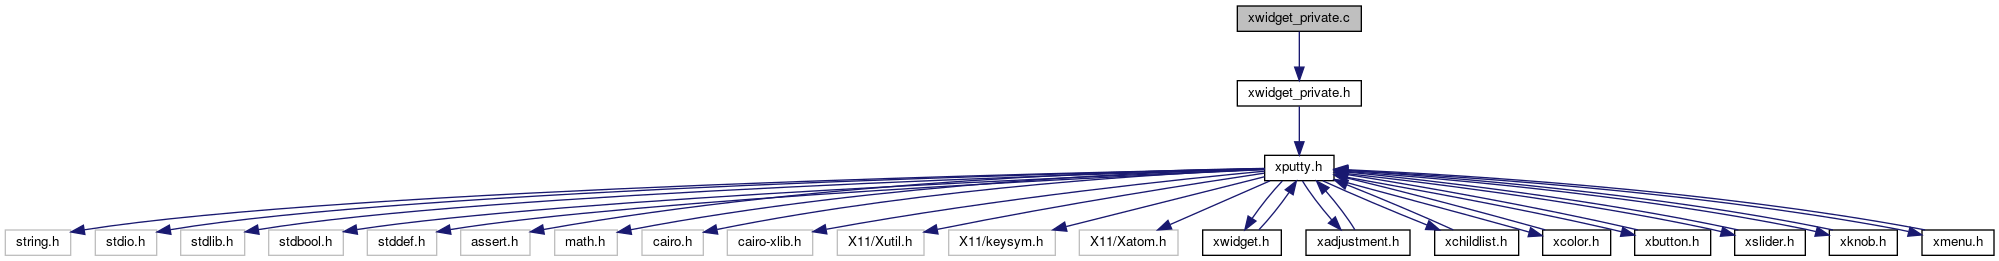 xwidget_private.c
xwidget_private.h
xputty.h
string.h
stdio.h
stdlib.h
stdbool.h
stddef.h
assert.h
math.h
cairo.h
cairo-xlib.h
X11/Xutil.h
X11/keysym.h
X11/Xatom.h
xwidget.h
xadjustment.h
xchildlist.h
xcolor.h
xbutton.h
xslider.h
xknob.h
xmenu.h